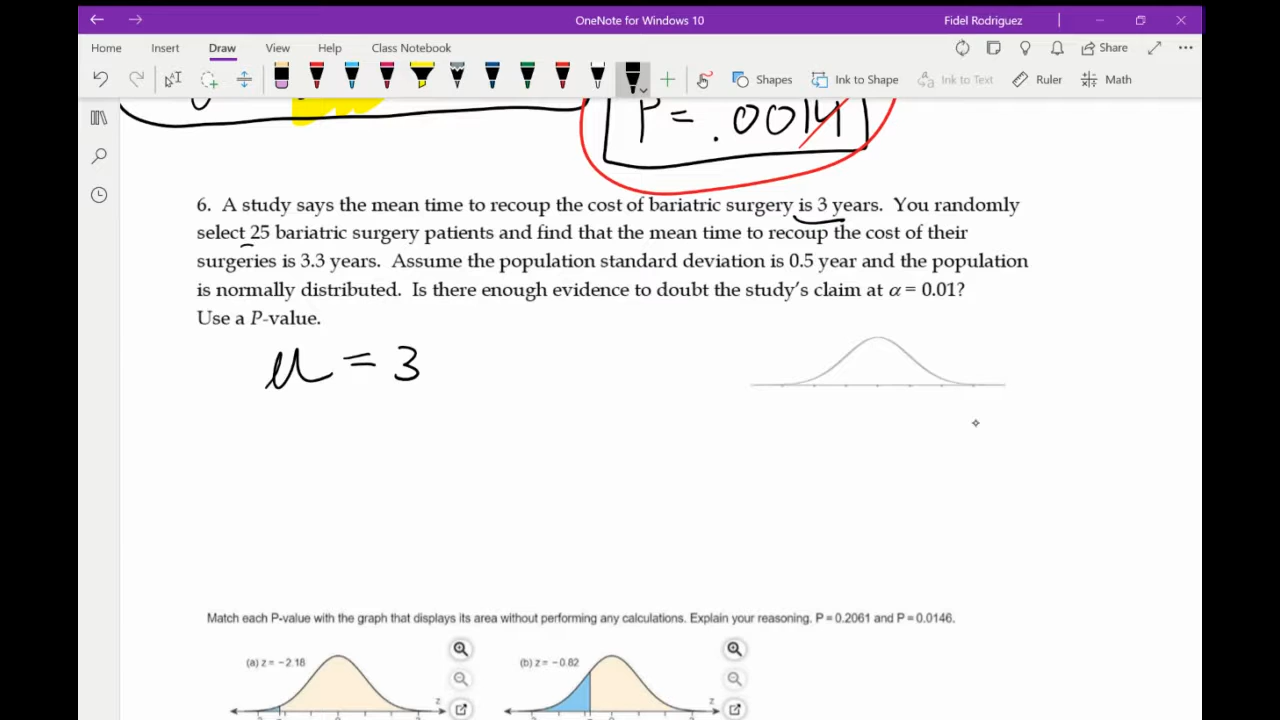 OneNote for Windows 10
Fidel Rodriguez
Home Insert Draw View Help Class Notebook Share
Shapes Ink to Shape Ink to Text Ruler Math
P = .0014
6. A study says the mean time to recoup the cost of bariatric surgery is 3 years. You randomly
select 25 bariatric surgery patients and find that the mean time to recoup the cost of their
surgeries is 3.3 years. Assume the population standard deviation is 0.5 year and the population
is normally distributed. Is there enough evidence to doubt the study's claim at α = 0.01?
Use a P-value.
μ = 3
Match each P-value with the graph that displays its area without performing any calculations. Explain your reasoning. P = 0.2061 and P = 0.0146.
(a) z = −2.18
(b) z = −0.82
z
z